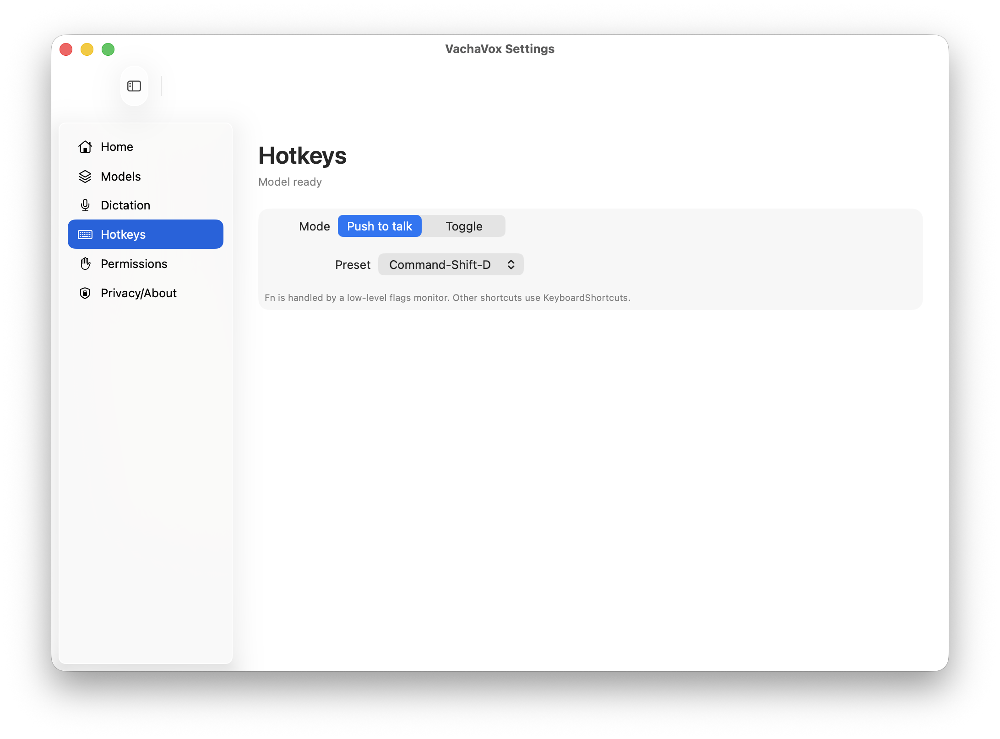 VachaVox Settings
Home
Models
Dictation
Hotkeys
Permissions
Privacy/About
Hotkeys
Model ready
Mode Push to talk Toggle
Preset Command-Shift-D
Fn is handled by a low-level flags monitor. Other shortcuts use KeyboardShortcuts.